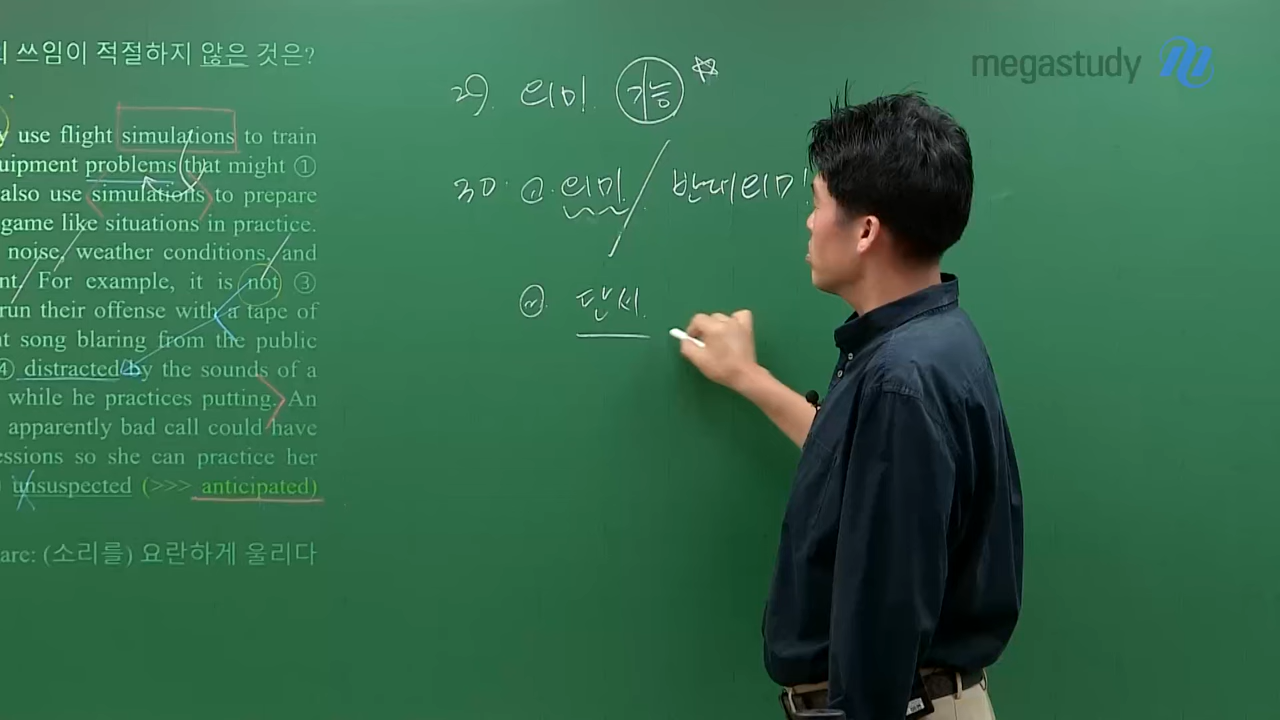 megastudy
의 쓰임이 적절하지 않은 것은?
y use flight simulations to train
uipment problems that might ①
also use simulations to prepare
game like situations in practice.
noise, weather conditions, and
nt. For example, it is not ③
run their offense with a tape of
nt song blaring from the public
④ distracted by the sounds of a
while he practices putting. An
apparently bad call could have
essions so she can practice her
unsuspected (>>> anticipated)
are: (소리를) 요란하게 울리다
29. 의미. 기능 ☆
30. ①. 의미 / 반대의미
②. 단서.